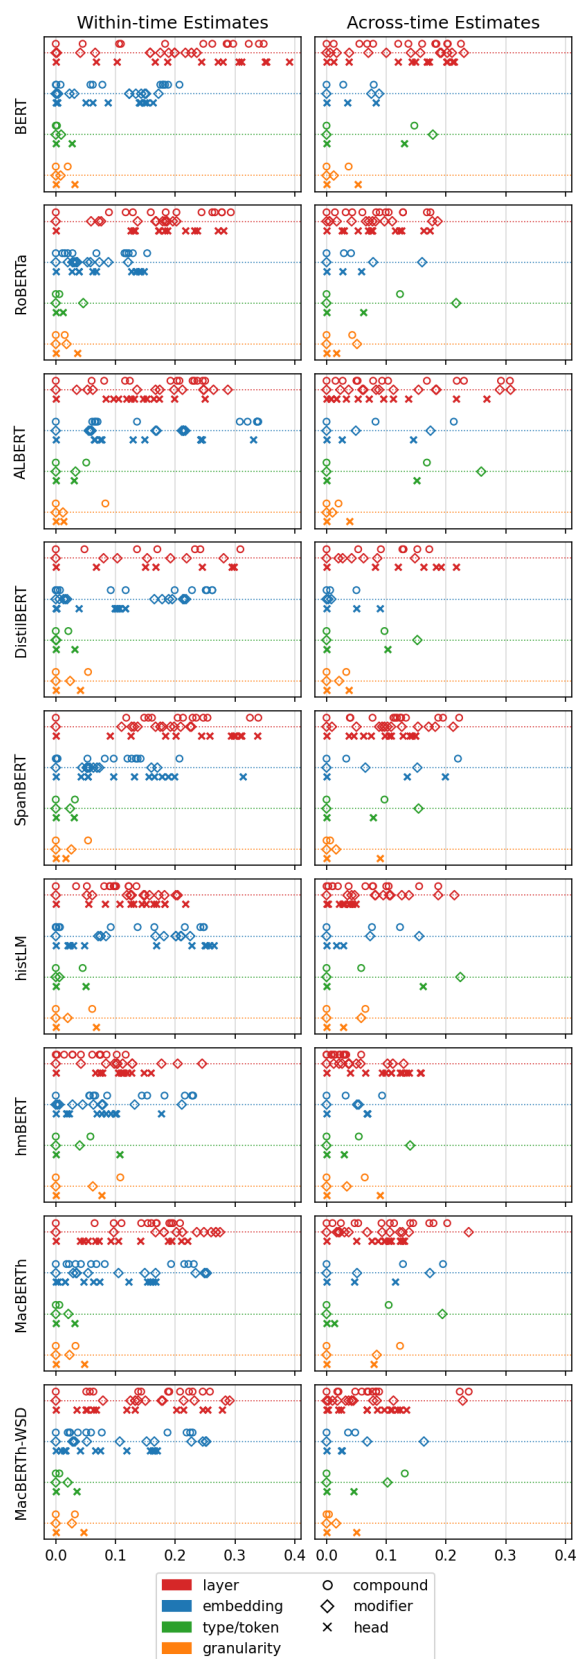 Within-time Estimates
Across-time Estimates
BERT
RoBERTa
ALBERT
DistilBERT
SpanBERT
histLM
hmBERT
MacBERTh
MacBERTh-WSD
0.0 0.1 0.2 0.3 0.4
0.0 0.1 0.2 0.3 0.4
layer
embedding
type/token
granularity
compound
modifier
head